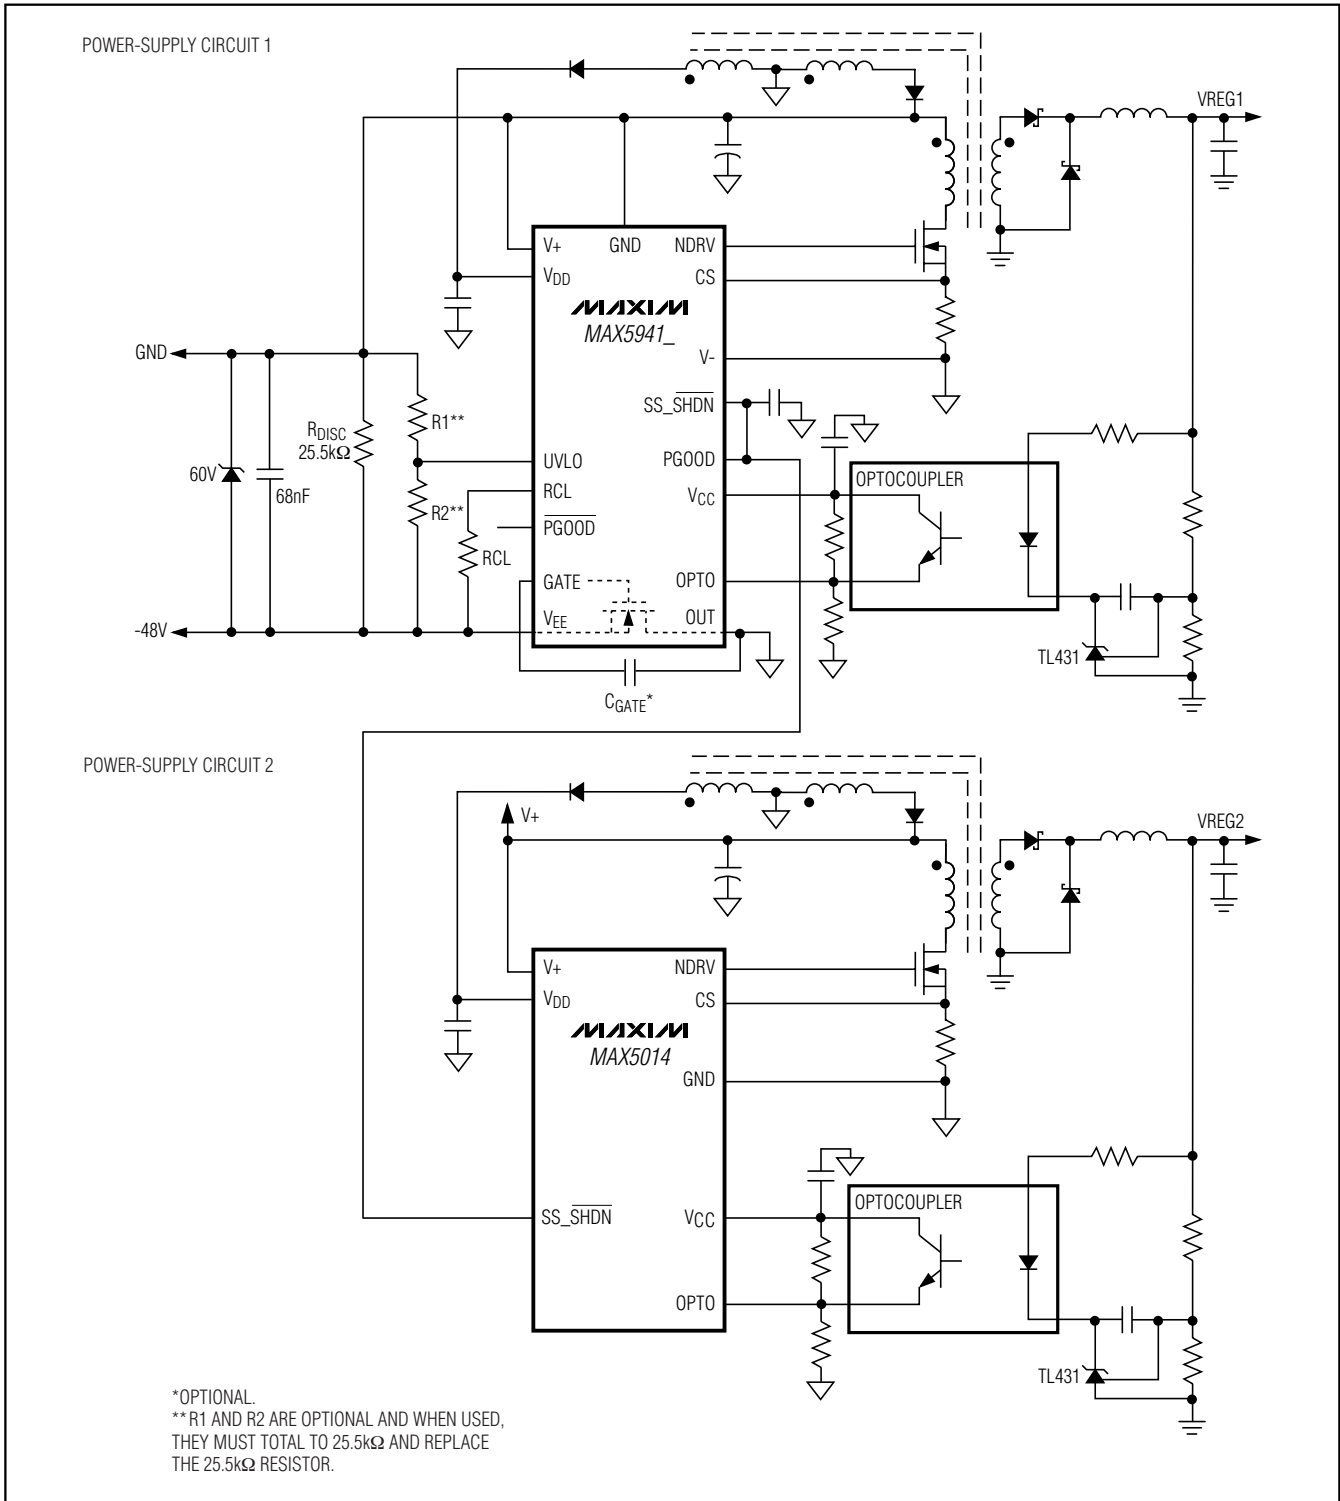 POWER-SUPPLY CIRCUIT 1
VREG1
V+
GND
NDRV
VDD
CS
MAXIM
MAX5941_
V-
GND
SS_SHDN
R1**
RDISC
25.5kΩ
60V
68nF
UVLO
PGOOD
OPTOCOUPLER
RCL
VCC
R2**
PGOOD
RCL
GATE
OPTO
VEE
OUT
-48V
TL431
CGATE*
POWER-SUPPLY CIRCUIT 2
V+
VREG2
V+
NDRV
VDD
CS
MAXIM
MAX5014
GND
OPTOCOUPLER
SS_SHDN
VCC
OPTO
TL431
*OPTIONAL.
**R1 AND R2 ARE OPTIONAL AND WHEN USED,
THEY MUST TOTAL TO 25.5kΩ AND REPLACE
THE 25.5kΩ RESISTOR.